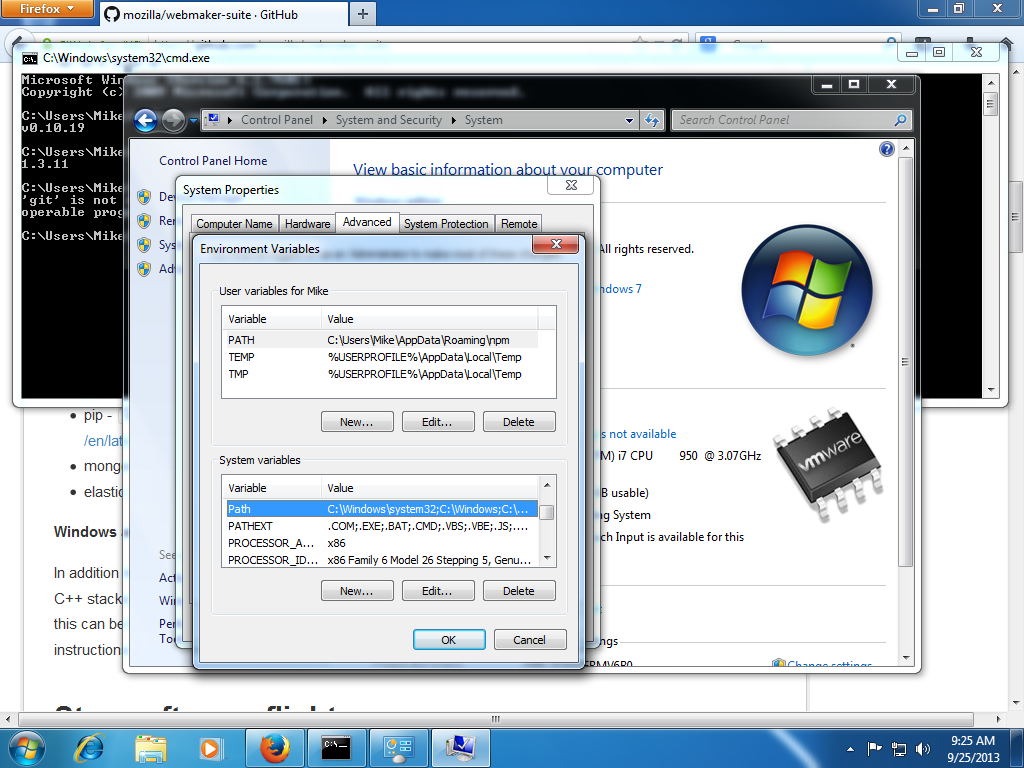 Firefox
mozilla/webmaker-suite · GitHub
C:\Windows\system32\cmd.exe
Microsoft Win
Copyright (c)
C:\Users\Mike
v0.10.19
C:\Users\Mike
1.3.11
C:\Users\Mike
'git' is not
operable prog
C:\Users\Mike
Control Panel
System and Security
System
Search Control Panel
Control Panel Home
View basic information about your computer
System Properties
Computer Name
Hardware
Advanced
System Protection
Remote
All rights reserved.
ndows 7
Environment Variables
User variables for Mike
Variable Value
PATH C:\Users\Mike\AppData\Roaming\npm
TEMP %USERPROFILE%\AppData\Local\Temp
TMP %USERPROFILE%\AppData\Local\Temp
New... Edit... Delete
System variables
Variable Value
Path C:\Windows\system32;C:\Windows;C:\...
PATHEXT .COM;.EXE;.BAT;.CMD;.VBS;.VBE;.JS;...
PROCESSOR_A... x86
PROCESSOR_ID... x86 Family 6 Model 26 Stepping 5, Genu...
New... Edit... Delete
OK Cancel
s not available
M) i7 CPU 950 @ 3.07GHz
B usable)
ng System
ch Input is available for this
ngs
Change settings
vmware
pip -
/en/lat
mong
elastic
Windows
In addition
C++ stack
this can be
instruction
See
Act
Win
Per
Too
9:25 AM
9/25/2013